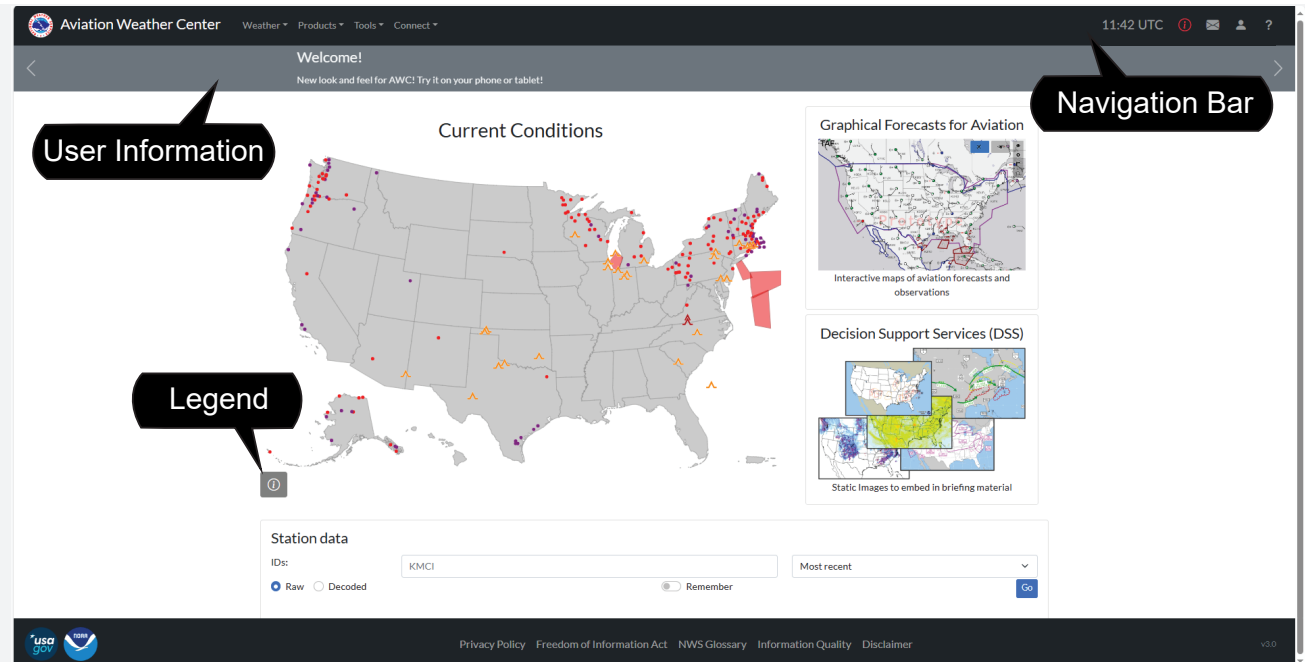 Aviation Weather Center Weather Products Tools Connect 11:42 UTC ?
Welcome!
New look and feel for AWC! Try it on your phone or tablet!
User Information
Navigation Bar
Current Conditions
Legend
Graphical Forecasts for Aviation
TAF
Interactive maps of aviation forecasts and
observations
Decision Support Services (DSS)
Static Images to embed in briefing material
Station data
IDs:
KMCI
Most recent
Raw Decoded Remember Go
usa
gov
NOAA
Privacy Policy Freedom of Information Act NWS Glossary Information Quality Disclaimer v3.0